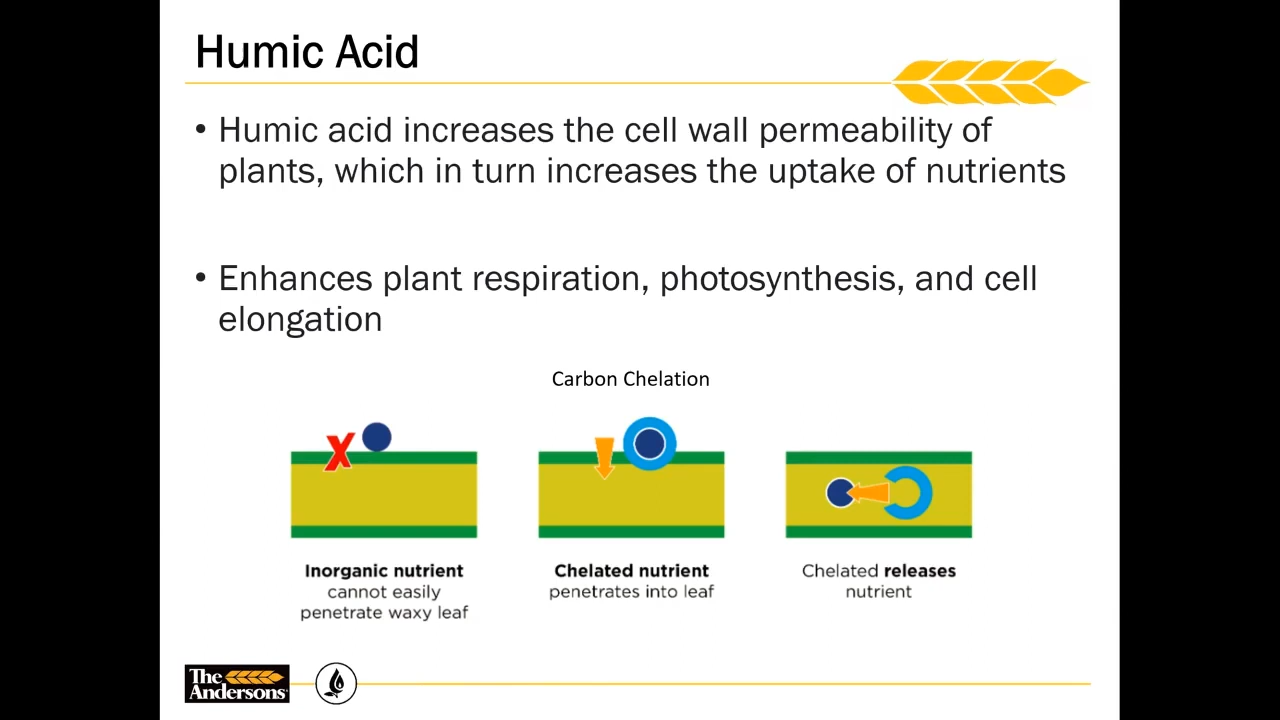 Humic Acid
• Humic acid increases the cell wall permeability of
plants, which in turn increases the uptake of nutrients
• Enhances plant respiration, photosynthesis, and cell
elongation
Carbon Chelation
X
Inorganic nutrient
cannot easily
penetrate waxy leaf
Chelated nutrient
penetrates into leaf
Chelated releases
nutrient
The
Andersons